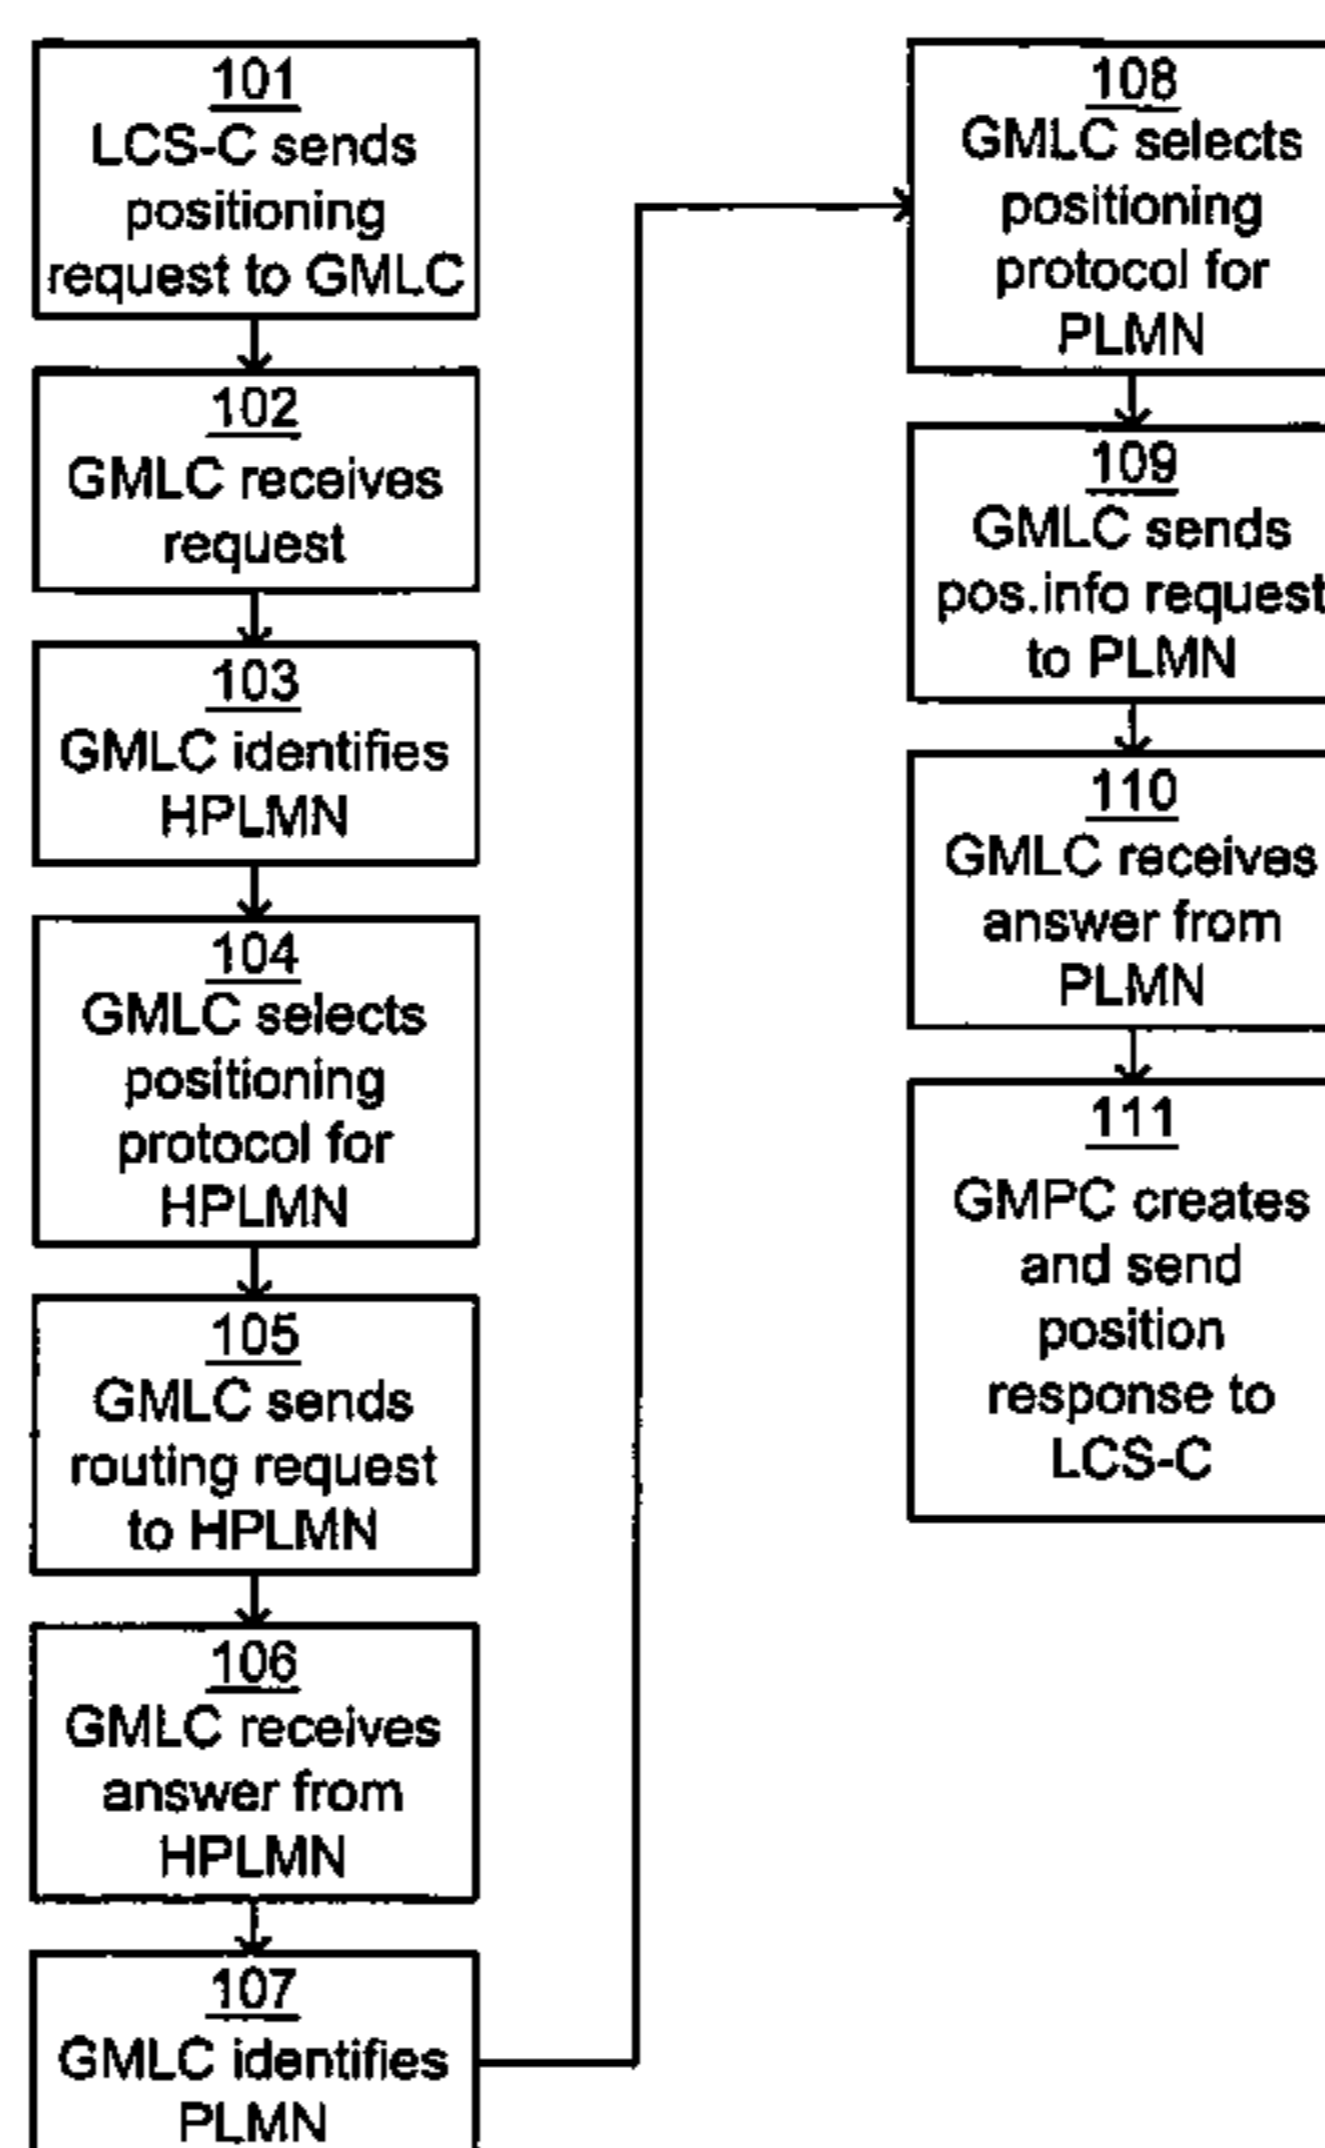 101
LCS-C sends
positioning
request to GMLC
102
GMLC receives
request
103
GMLC identifies
HPLMN
104
GMLC selects
positioning
protocol for
HPLMN
105
GMLC sends
routing request
to HPLMN
106
GMLC receives
answer from
HPLMN
107
GMLC identifies
PLMN
108
GMLC selects
positioning
protocol for
PLMN
109
GMLC sends
pos.info request
to PLMN
110
GMLC receives
answer from
PLMN
111
GMPC creates
and send
position
response to
LCS-C